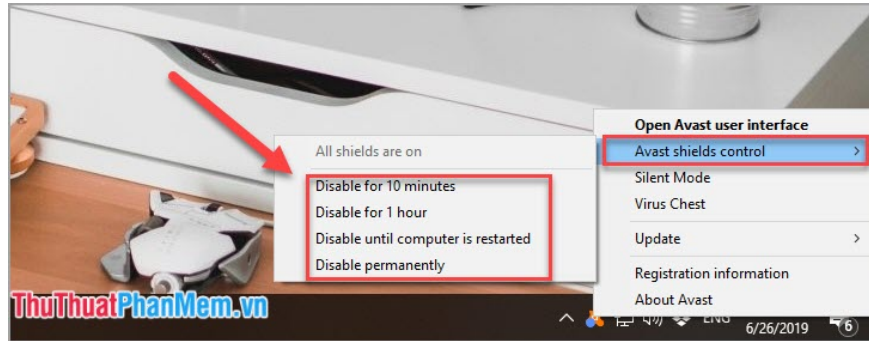 Open Avast user interface
All shields are on
Avast shields control
Disable for 10 minutes
Silent Mode
Disable for 1 hour
Virus Chest
Disable until computer is restarted
Update
Disable permanently
Registration information
About Avast
ThuThuatPhanMem.vn
ENG
6/26/2019
6